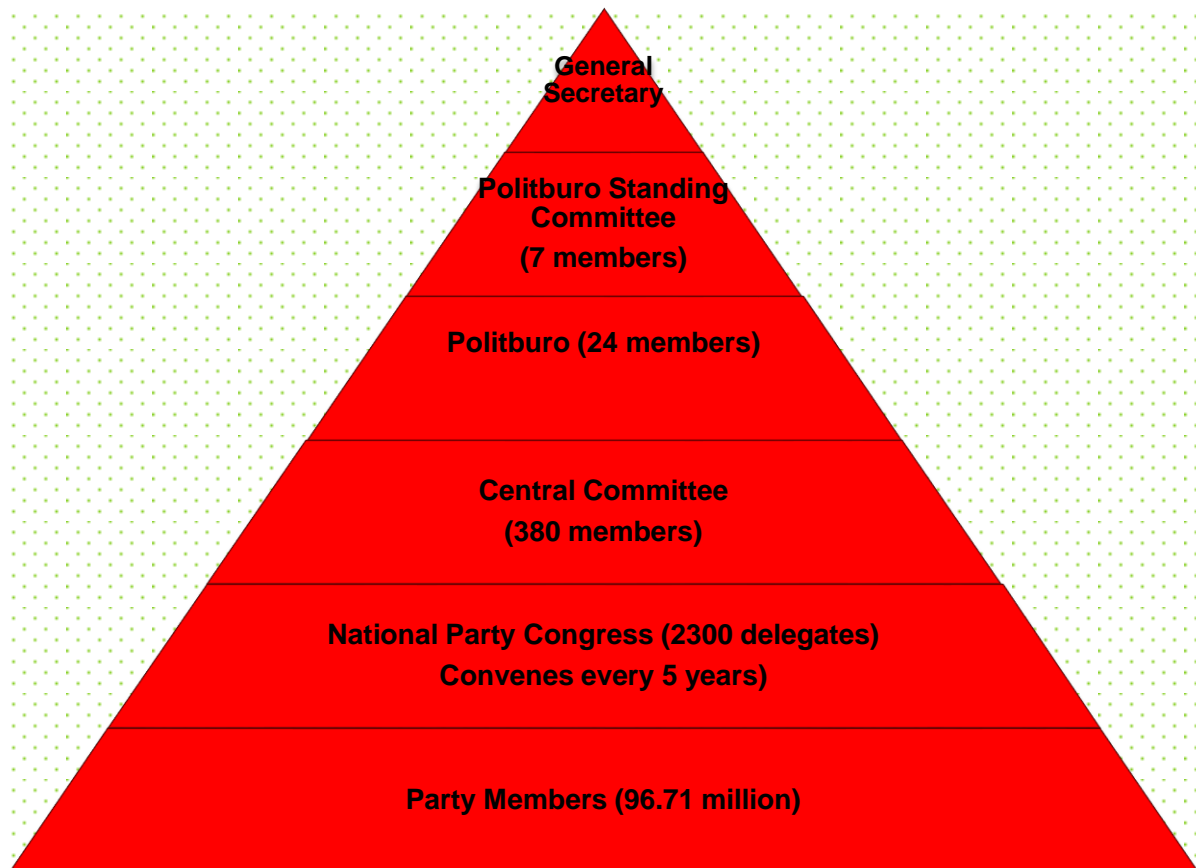 General
Secretary
Politburo Standing
Committee
(7 members)
Politburo (24 members)
Central Committee
(380 members)
National Party Congress (2300 delegates)
Convenes every 5 years)
Party Members (96.71 million)